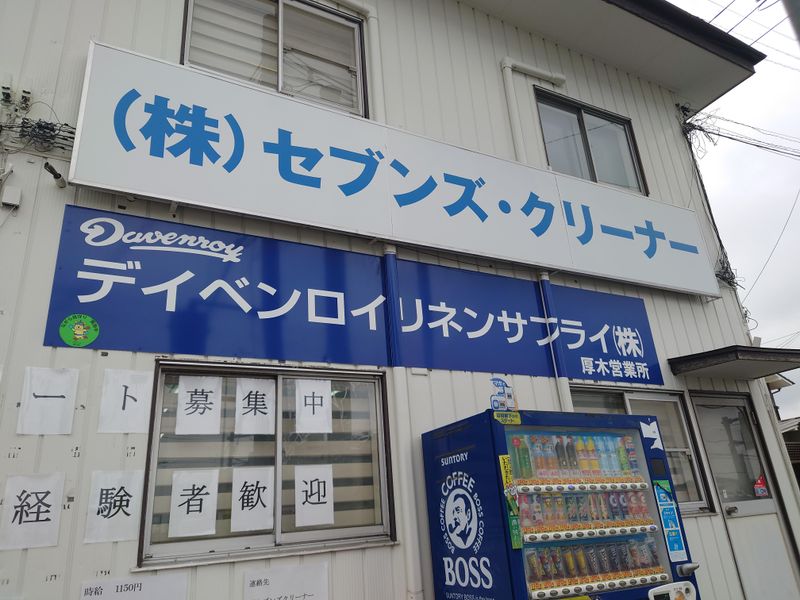 (株)セブンズ・クリーナー
Davenroy
デイベンロイリネンサプライ(株)
厚木営業所
ート募集中
経験者歓迎
時給 1150円
連絡先
SUNTORY
COFFEE
BOSS